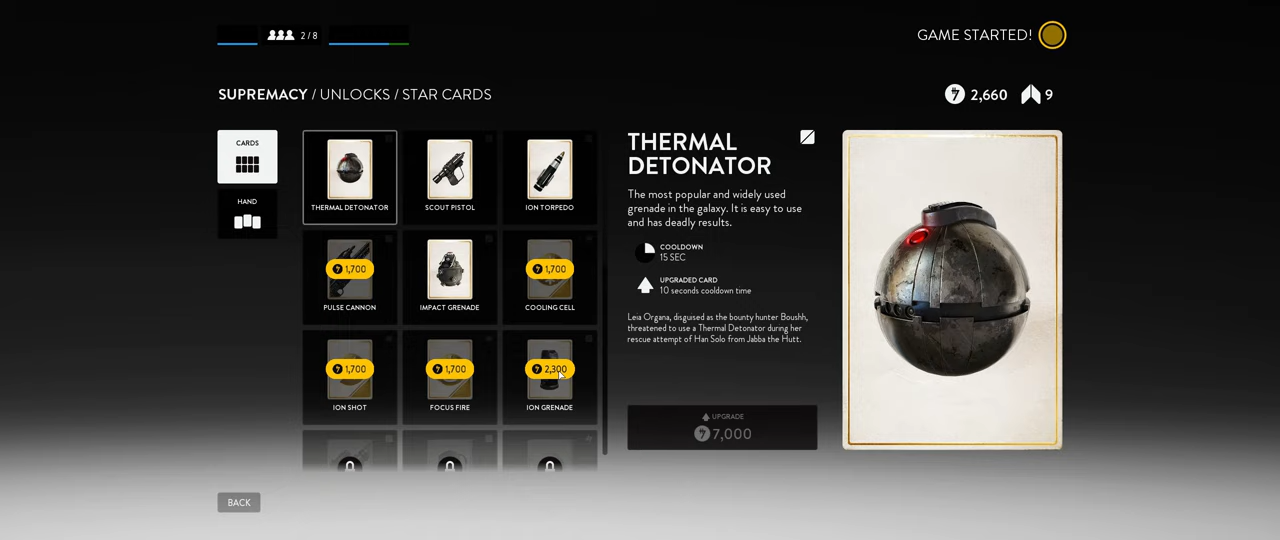 2 / 8
GAME STARTED!
SUPREMACY / UNLOCKS / STAR CARDS
2,660
9
CARDS
HAND
THERMAL DETONATOR
SCOUT PISTOL
ION TORPEDO
1,700
PULSE CANNON
IMPACT GRENADE
1,700
COOLING CELL
1,700
ION SHOT
1,700
FOCUS FIRE
2,300
ION GRENADE
THERMAL
DETONATOR
The most popular and widely used
grenade in the galaxy. It is easy to use
and has deadly results.
COOLDOWN
15 SEC
UPGRADED CARD
10 seconds cooldown time
Leia Organa, disguised as the bounty hunter Boushh,
threatened to use a Thermal Detonator during her
rescue attempt of Han Solo from Jabba the Hutt.
UPGRADE
7,000
BACK